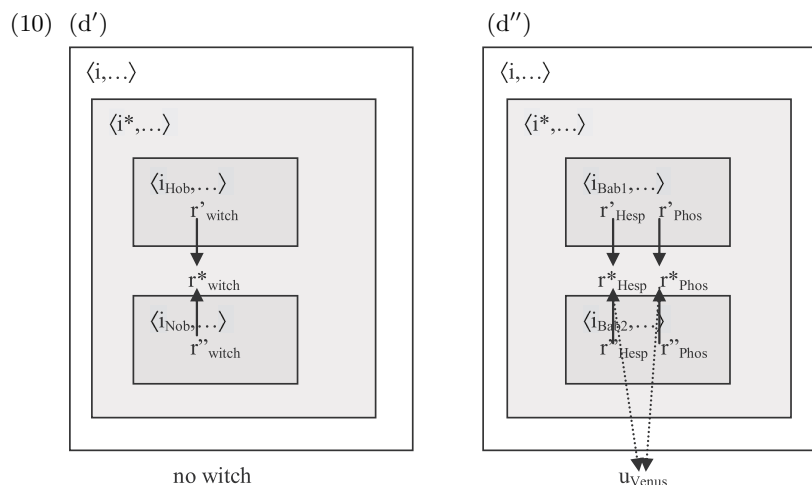 (10) (d′) (d″)
⟨i,…⟩ ⟨i,…⟩
⟨i*,…⟩ ⟨i*,…⟩
⟨iHob,…⟩ ⟨iBab1,…⟩
r’witch r’Hesp r’Phos
r*witch r*Hesp r*Phos
⟨iNob,…⟩ ⟨iBab2,…⟩
r”witch r”Hesp r”Phos
no witch uVenus